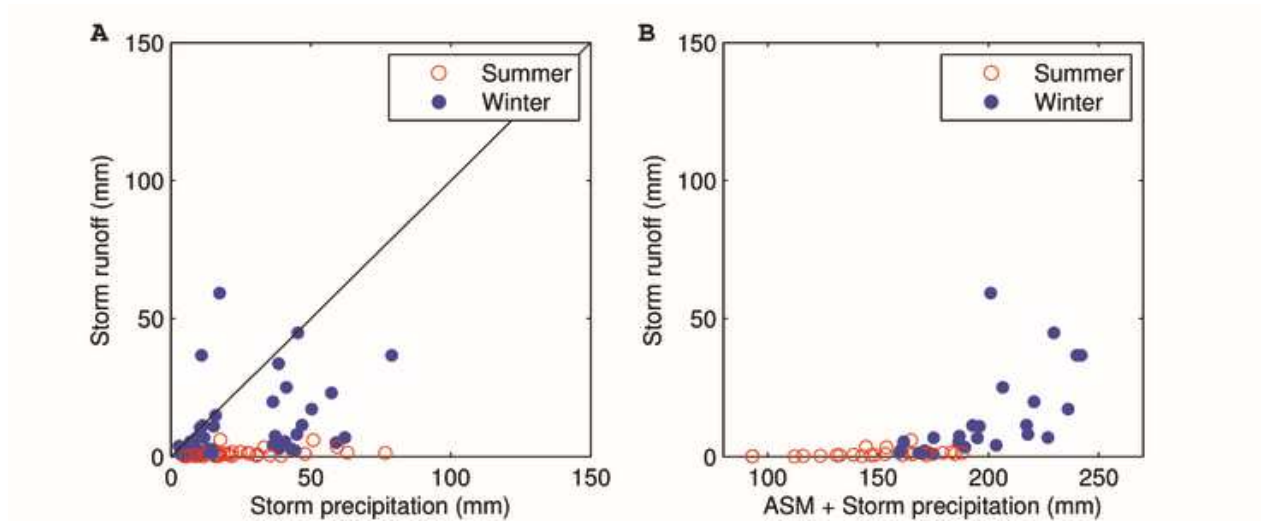 A
150
100
50
0
0
50
100
150
Storm runoff (mm)
Storm precipitation (mm)
Summer
Winter
B
150
100
50
0
100
150
200
250
Storm runoff (mm)
ASM + Storm precipitation (mm)
Summer
Winter